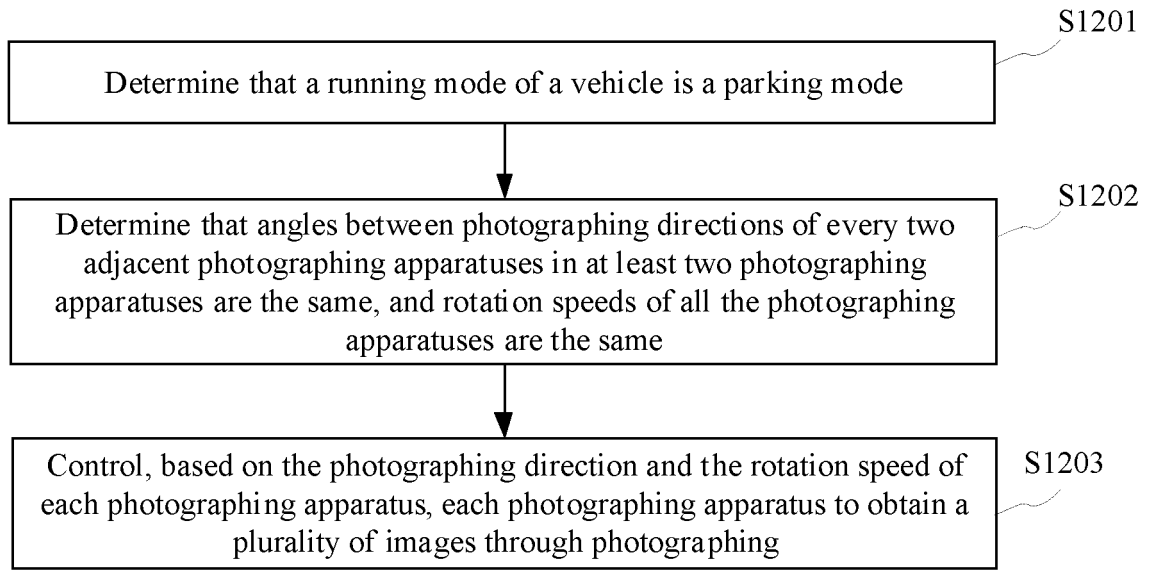 S1201
Determine that a running mode of a vehicle is a parking mode
S1202
Determine that angles between photographing directions of every two
adjacent photographing apparatuses in at least two photographing
apparatuses are the same, and rotation speeds of all the photographing
apparatuses are the same
S1203
Control, based on the photographing direction and the rotation speed of
each photographing apparatus, each photographing apparatus to obtain a
plurality of images through photographing